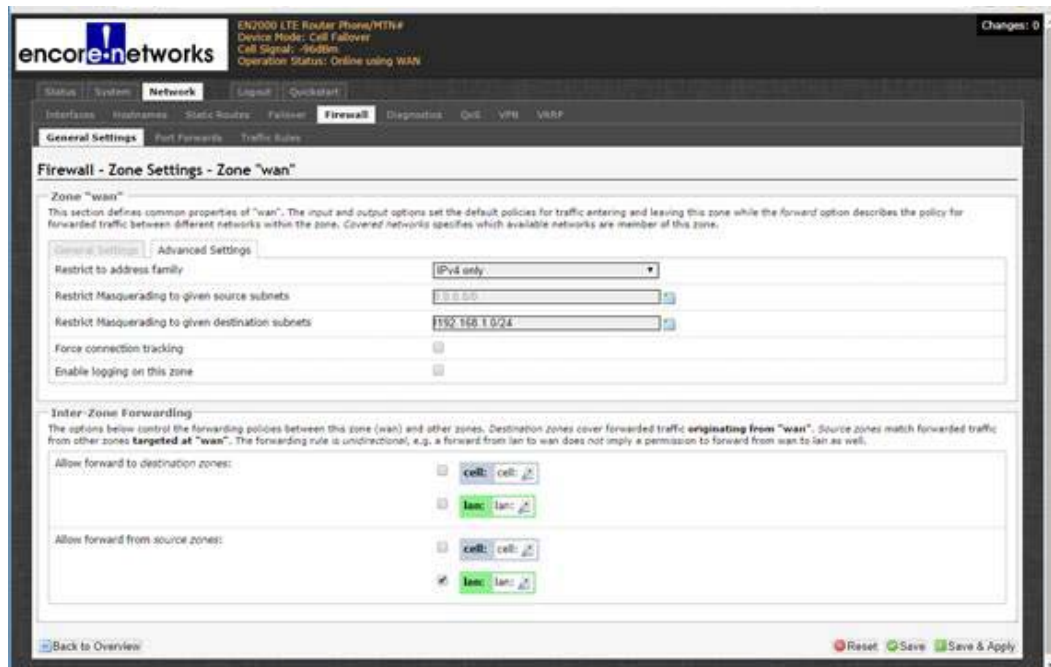 encore!networks
EN2000 LTE Router Phone/MTN#
Device Mode: Cell Failover
Cell Signal: -96dBm
Operation Status: Online using WAN
Changes: 0
Status System Network Logout Quickstart
Interfaces Hostnames Static Routes Failover Firewall Diagnostics QoS VPN VRRP
General Settings Port Forwards Traffic Rules
Firewall - Zone Settings - Zone "wan"
Zone "wan"
This section defines common properties of "wan". The input and output options set the default policies for traffic entering and leaving this zone while the forward option describes the policy for
forwarded traffic between different networks within the zone. Covered networks specifies which available networks are member of this zone.
General Settings Advanced Settings
Restrict to address family IPv4 only
Restrict Masquerading to given source subnets 0.0.0.0/0
Restrict Masquerading to given destination subnets !192.168.1.0/24
Force connection tracking
Enable logging on this zone
Inter-Zone Forwarding
The options below control the forwarding policies between this zone (wan) and other zones. Destination zones cover forwarded traffic originating from "wan". Source zones match forwarded traffic
from other zones targeted at "wan". The forwarding rule is unidirectional, e.g. a forward from lan to wan does not imply a permission to forward from wan to lan as well.
Allow forward to destination zones: cell: cell:
lan: lan:
Allow forward from source zones: cell: cell:
lan: lan:
Back to Overview Reset Save Save & Apply